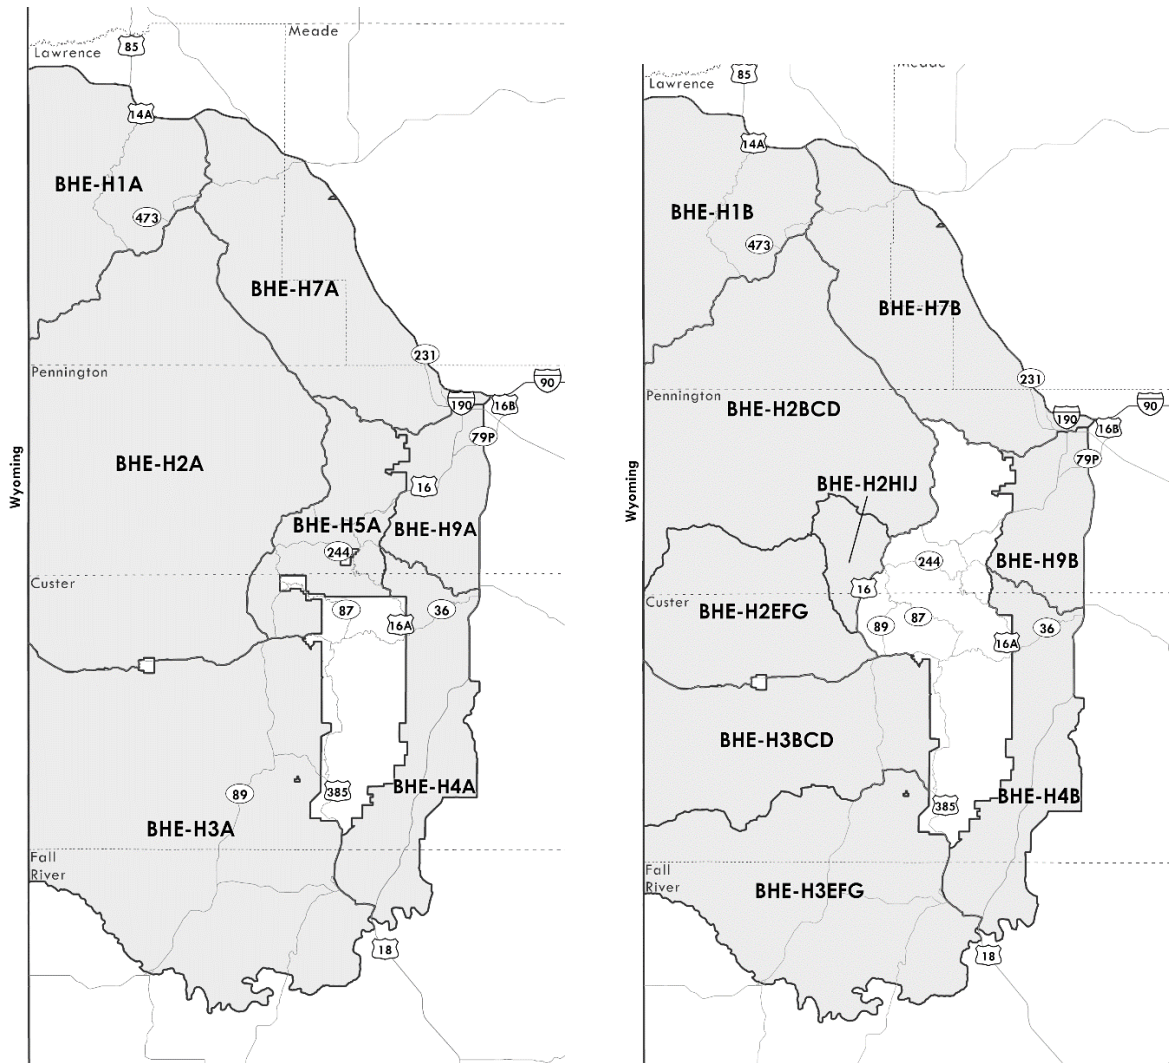 Meade
85
Lawrence
14A
BHE-H1A
473
BHE-H7A
231
Pennington
90
190
16B
79P
BHE-H2A
16
Wyoming
BHE-H5A
BHE-H9A
244
Custer
87
36
16A
385
BHE-H4A
89
BHE-H3A
Fall
River
18
Meade
85
Lawrence
14A
BHE-H1B
473
BHE-H7B
231
Pennington
90
BHE-H2BCD
190
16B
79P
BHE-H2HIJ
Wyoming
244
BHE-H9B
16
Custer
BHE-H2EFG
87
89
36
16A
BHE-H3BCD
BHE-H4B
385
Fall
River
BHE-H3EFG
18